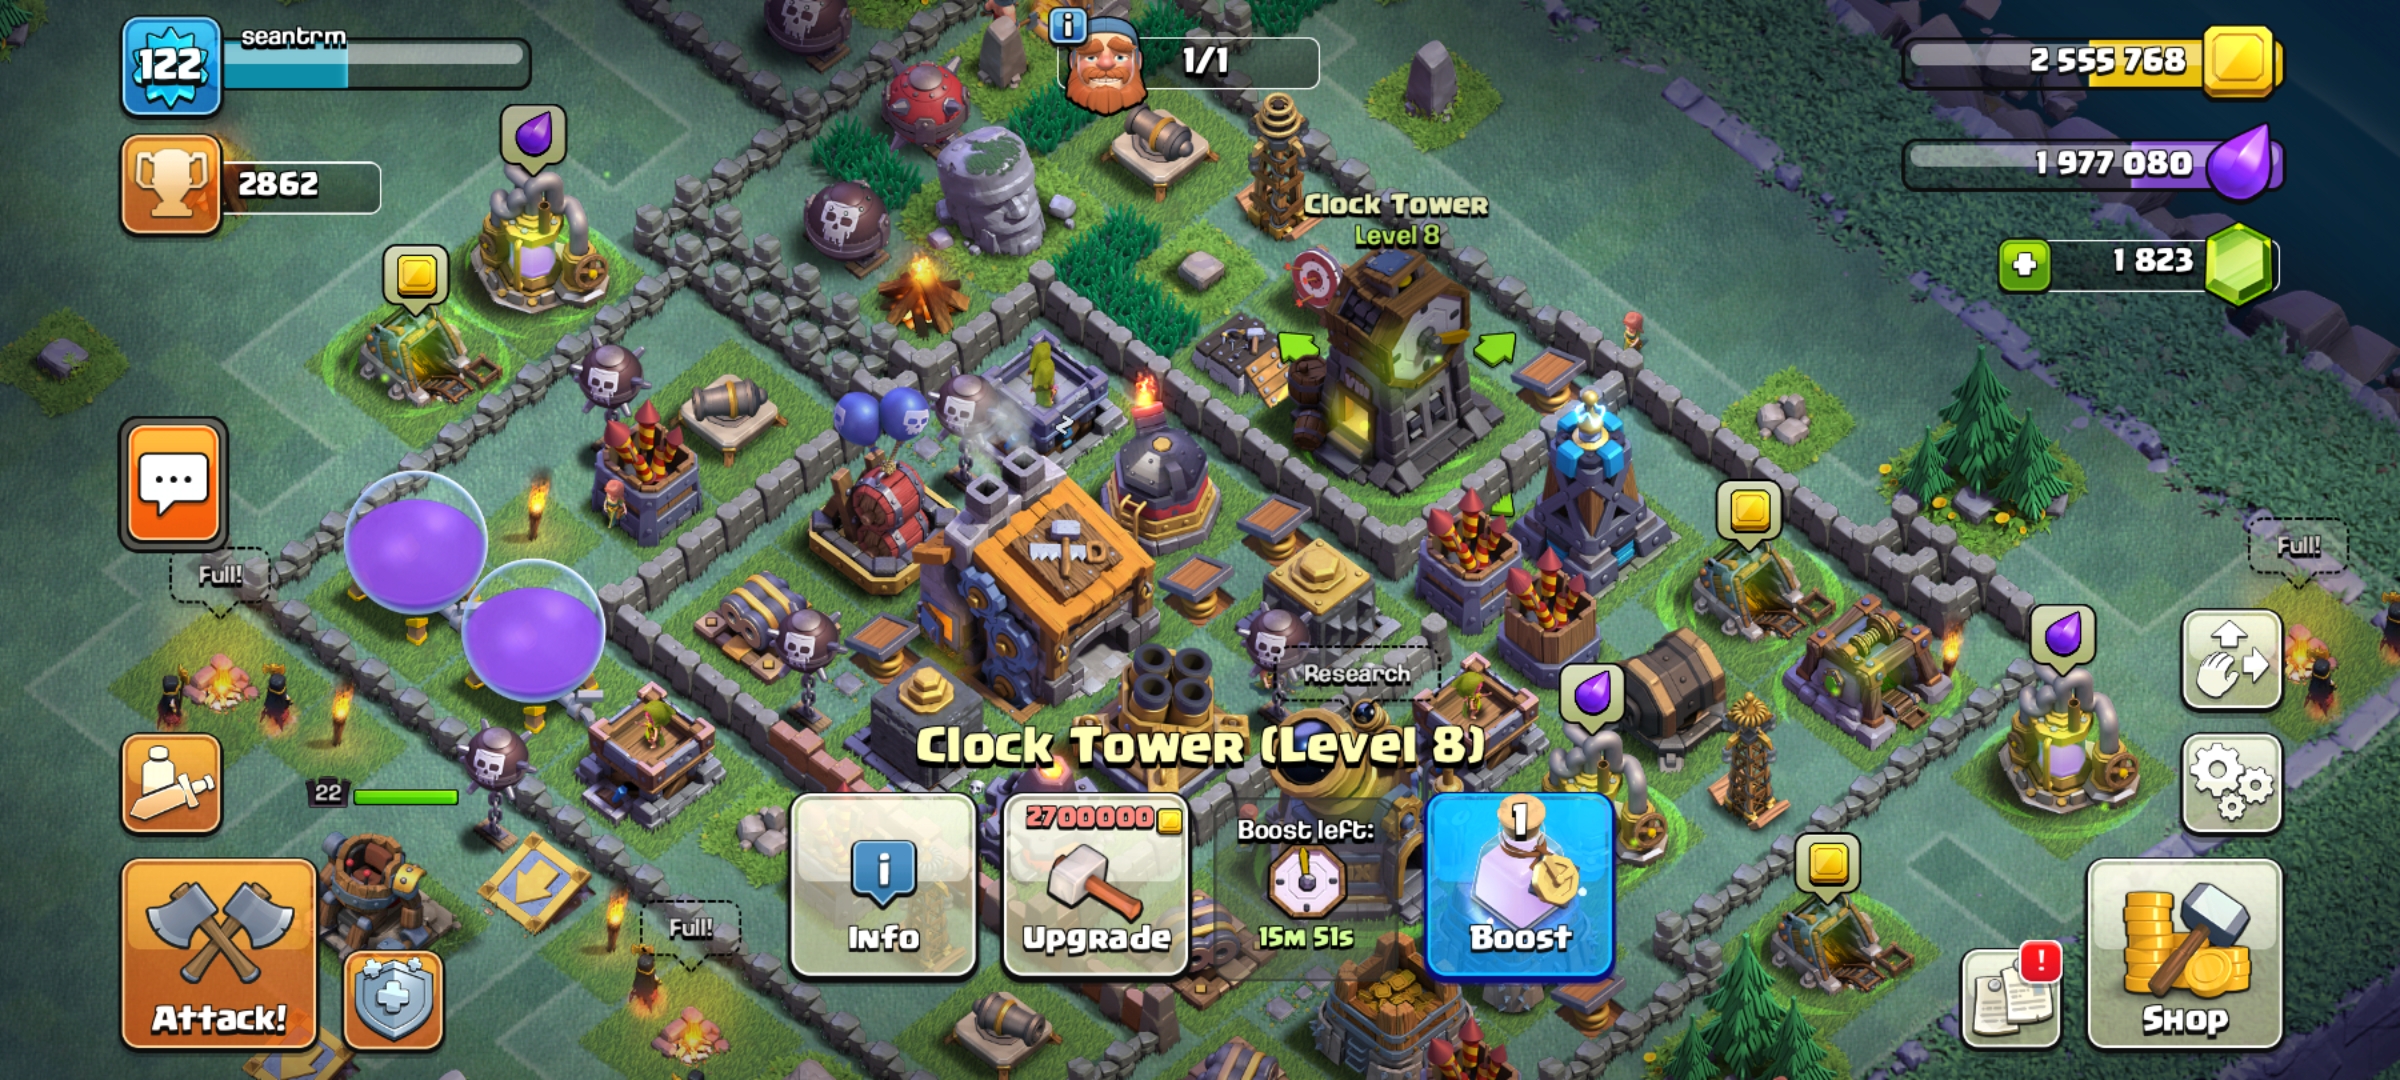 122
seantrm
1/1
2 555 768
2862
1 977 080
1 823
Clock Tower
Level 8
Full!
Full!
Research
Clock Tower (Level 8)
22
2700000
Boost left:
1
Info
Upgrade
15M 51s
Boost
Full!
Attack!
!
Shop